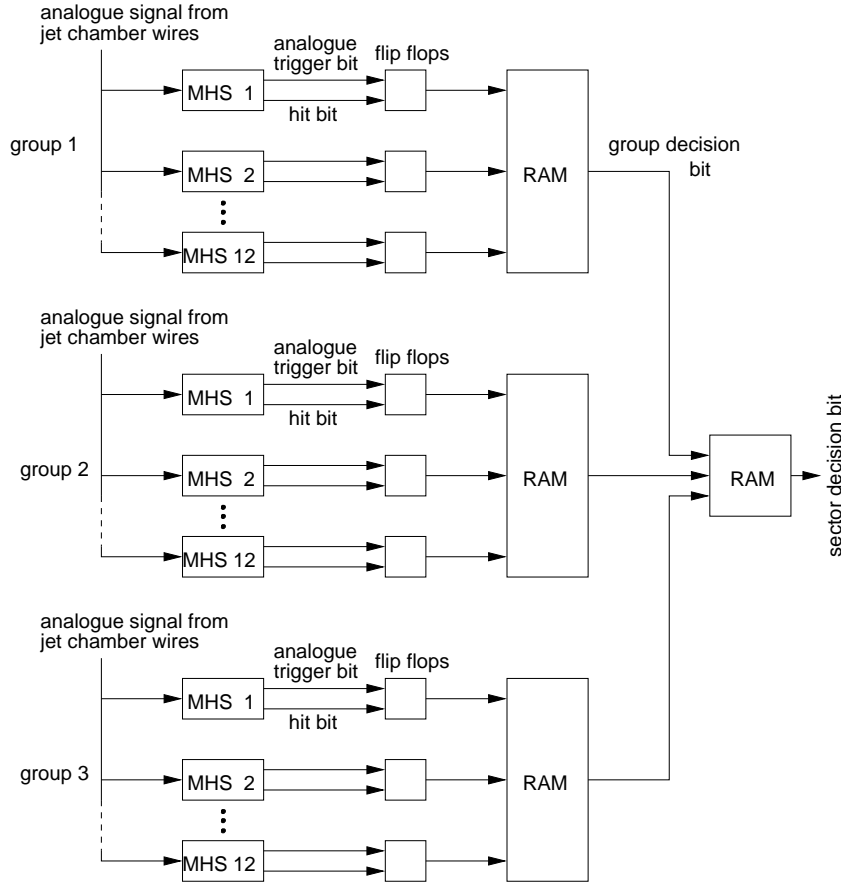 analogue signal from
jet chamber wires
analogue
trigger bit
flip flops
MHS 1
hit bit
group 1
MHS 2
RAM
group decision
bit
MHS 12
analogue signal from
jet chamber wires
analogue
trigger bit
flip flops
MHS 1
hit bit
group 2
MHS 2
RAM
RAM
sector decision bit
MHS 12
analogue signal from
jet chamber wires
analogue
trigger bit
flip flops
MHS 1
hit bit
group 3
MHS 2
RAM
MHS 12